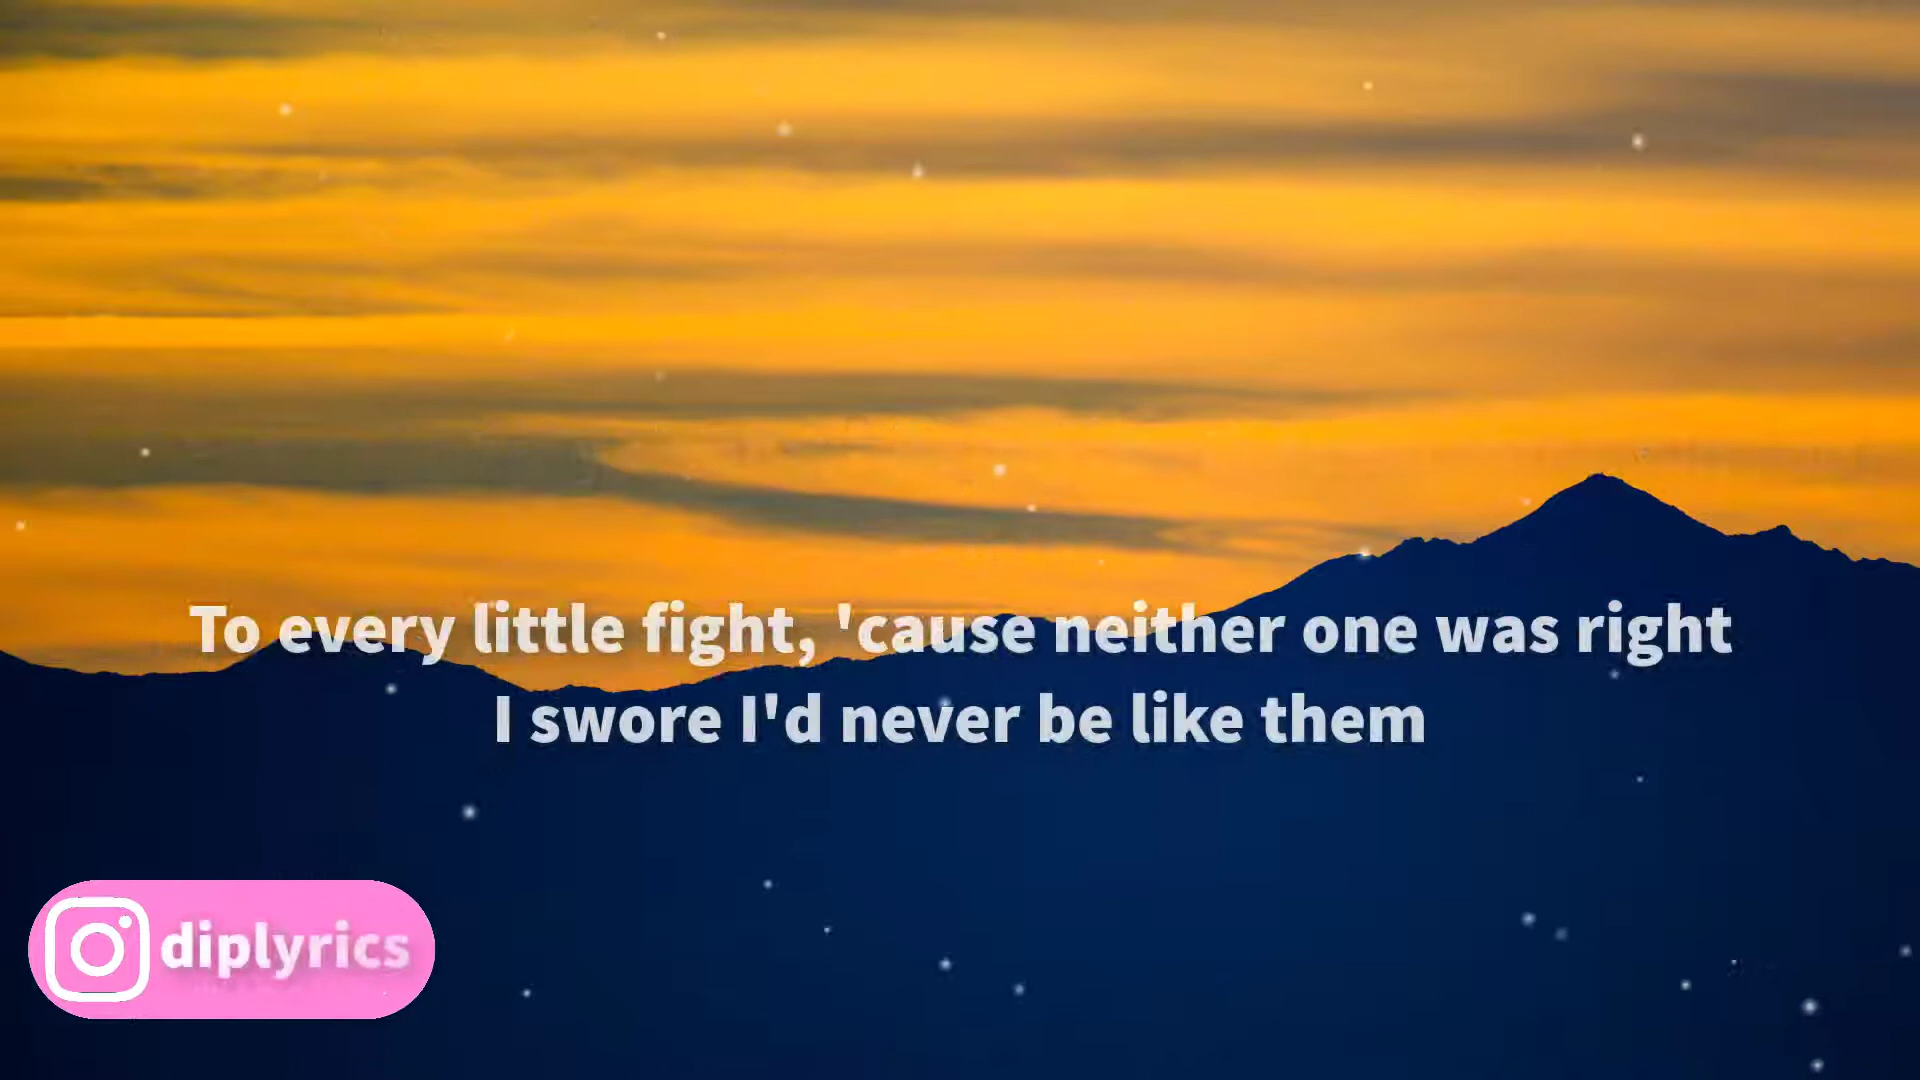 To every little fight, 'cause neither one was right
I swore I'd never be like them
diplyrics